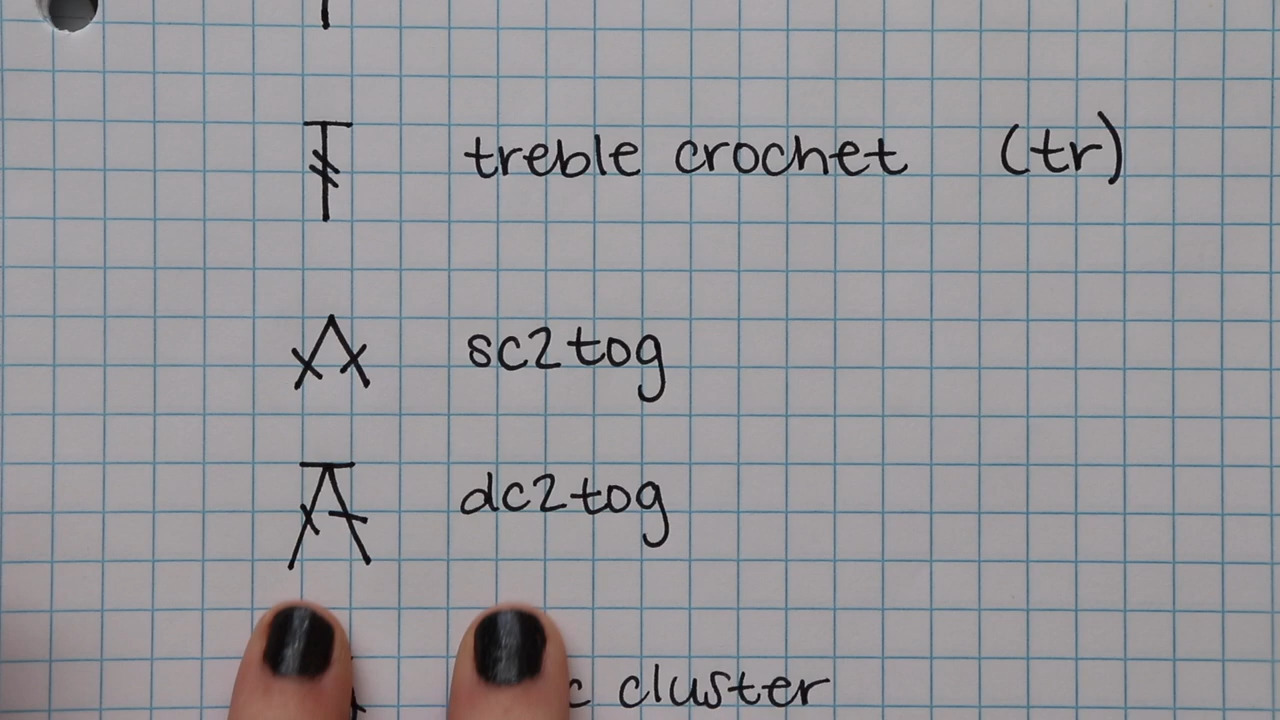 treble crochet (tr)
sc2tog
dc2tog
cluster